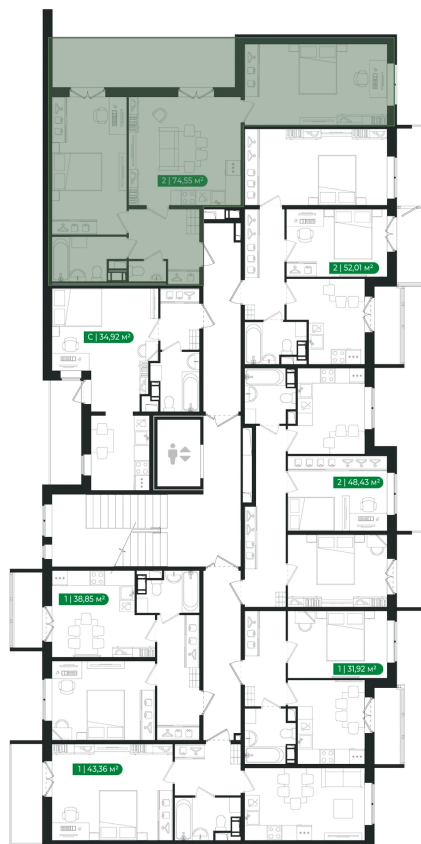 2 | 74,55 м²
2 | 52,01 м²
С | 34,92 м²
2 | 48,43 м²
1 | 38,85 м²
1 | 31,92 м²
1 | 43,36 м²